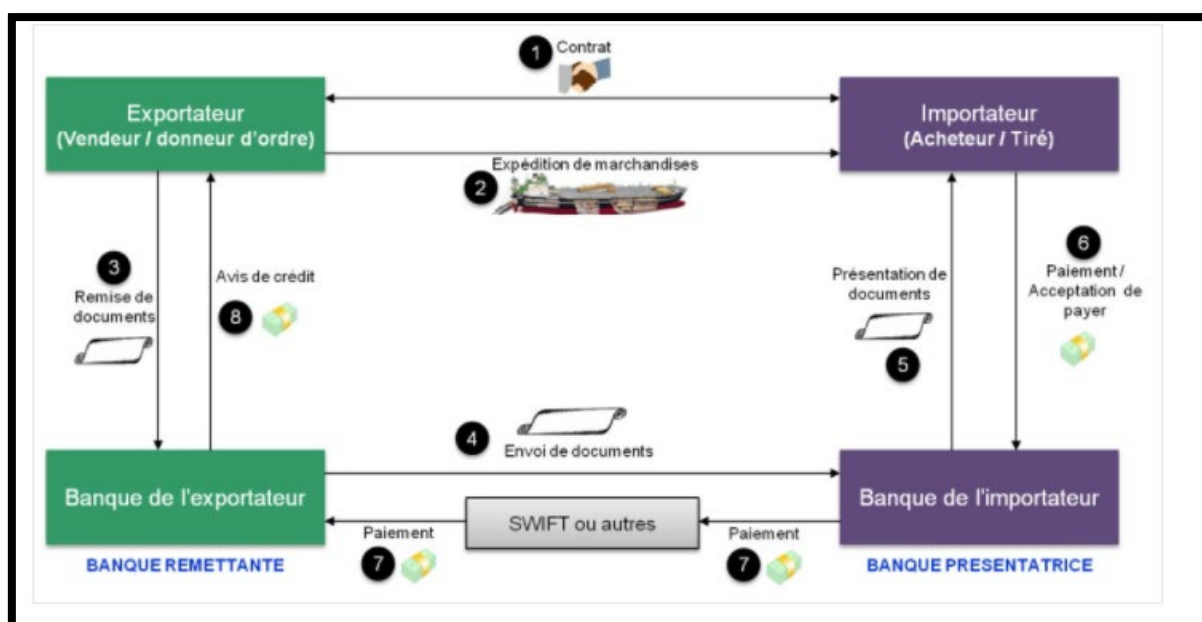 1 Contrat
Exportateur
(Vendeur / donneur d'ordre)
Importateur
(Acheteur / Tiré)
Expédition de marchandises
2
3
Remise de
documents
Avis de crédit
8
Présentation de
documents
5
6
Paiement /
Acceptation de
payer
4
Envoi de documents
Banque de l'exportateur
SWIFT ou autres
Banque de l'importateur
Paiement
7
Paiement
7
BANQUE REMETTANTE
BANQUE PRESENTATRICE